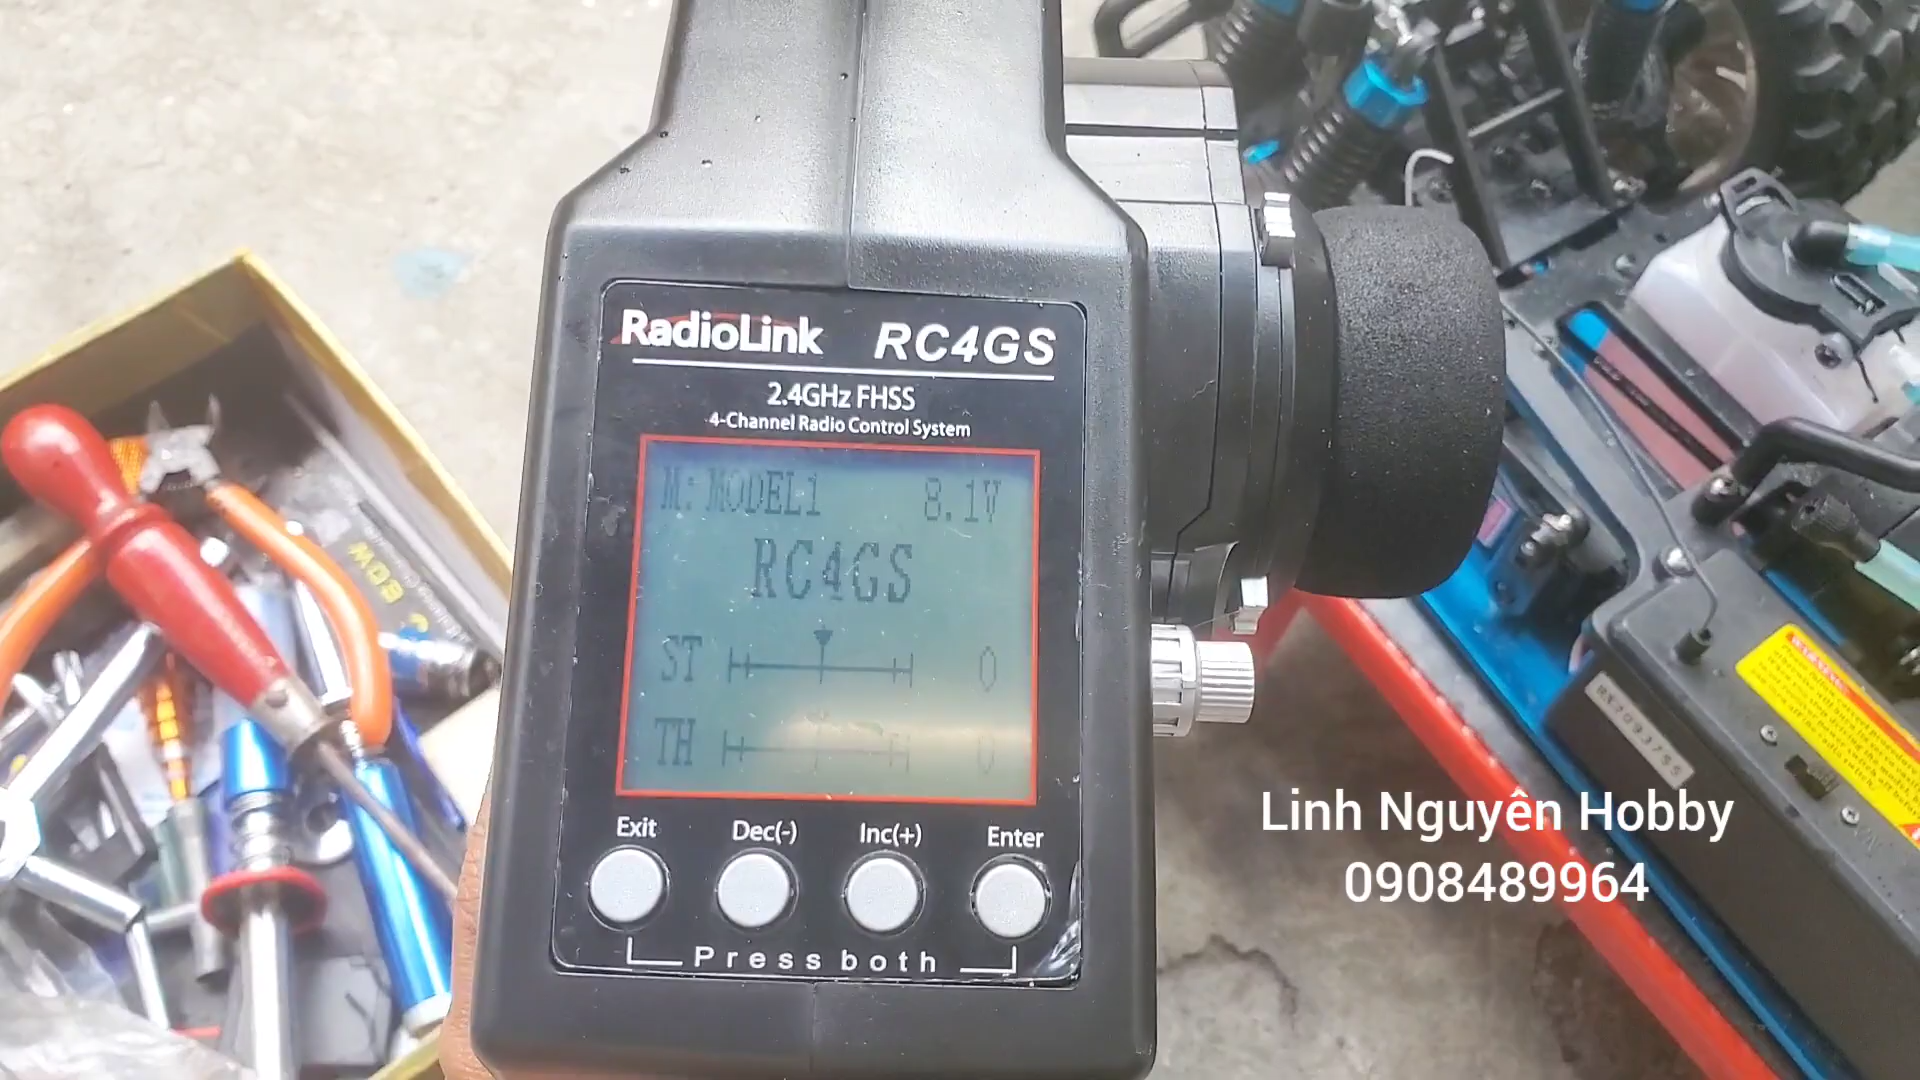 RadioLink RC4GS
2.4GHz FHSS
4-Channel Radio Control System
M:MODEL1 8.1V
RC4GS
ST 0
TH 0
Exit Dec(-) Inc(+) Enter
Press both
Linh Nguyên Hobby
0908489964